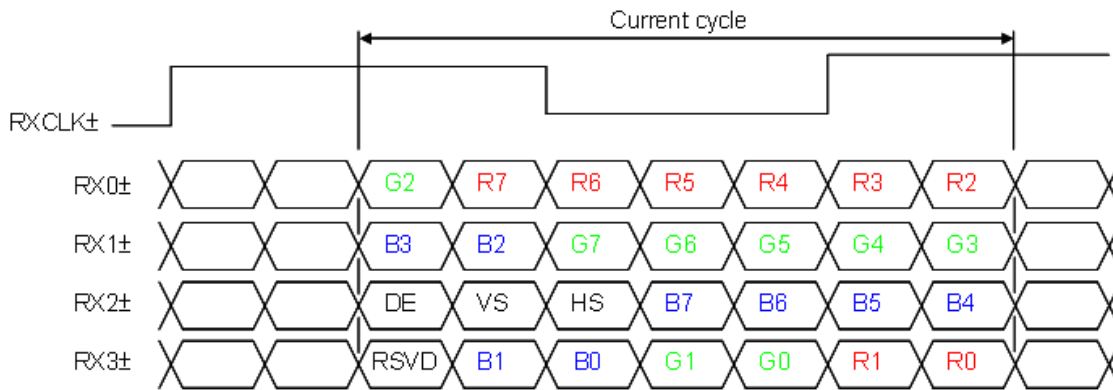 Current cycle
RXCLK±
RX0± G2 R7 R6 R5 R4 R3 R2
RX1± B3 B2 G7 G6 G5 G4 G3
RX2± DE VS HS B7 B6 B5 B4
RX3± RSVD B1 B0 G1 G0 R1 R0